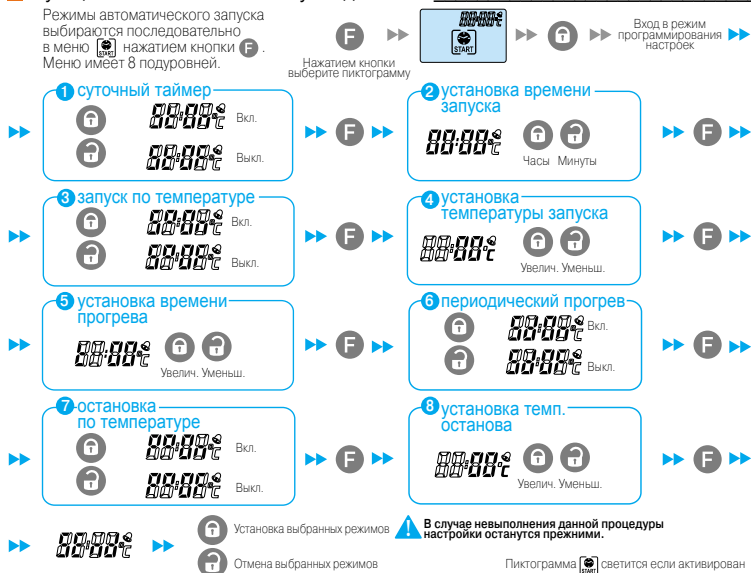 Режимы автоматического запуска
выбираются последовательно
в меню START нажатием кнопки F .
Меню имеет 8 подуровней.
F
Нажатием кнопки
выберите пиктограмму
START
Вход в режим
программирования
настроек
1 суточный таймер
Вкл.
Выкл.
F
2 установка времени
запуска
Часы Минуты
F
3 запуск по температуре
Вкл.
Выкл.
F
4 установка
температуры запуска
Увелич. Уменьш.
F
5 установка времени
прогрева
Увелич. Уменьш.
F
6 периодический прогрев
Вкл.
Выкл.
F
7 остановка
по температуре
Вкл.
Выкл.
F
8 установка темп.
останова
Увелич. Уменьш.
F
Установка выбранных режимов
Отмена выбранных режимов
! В случае невыполнения данной процедуры
настройки останутся прежними.
Пиктограмма START светится если активирован